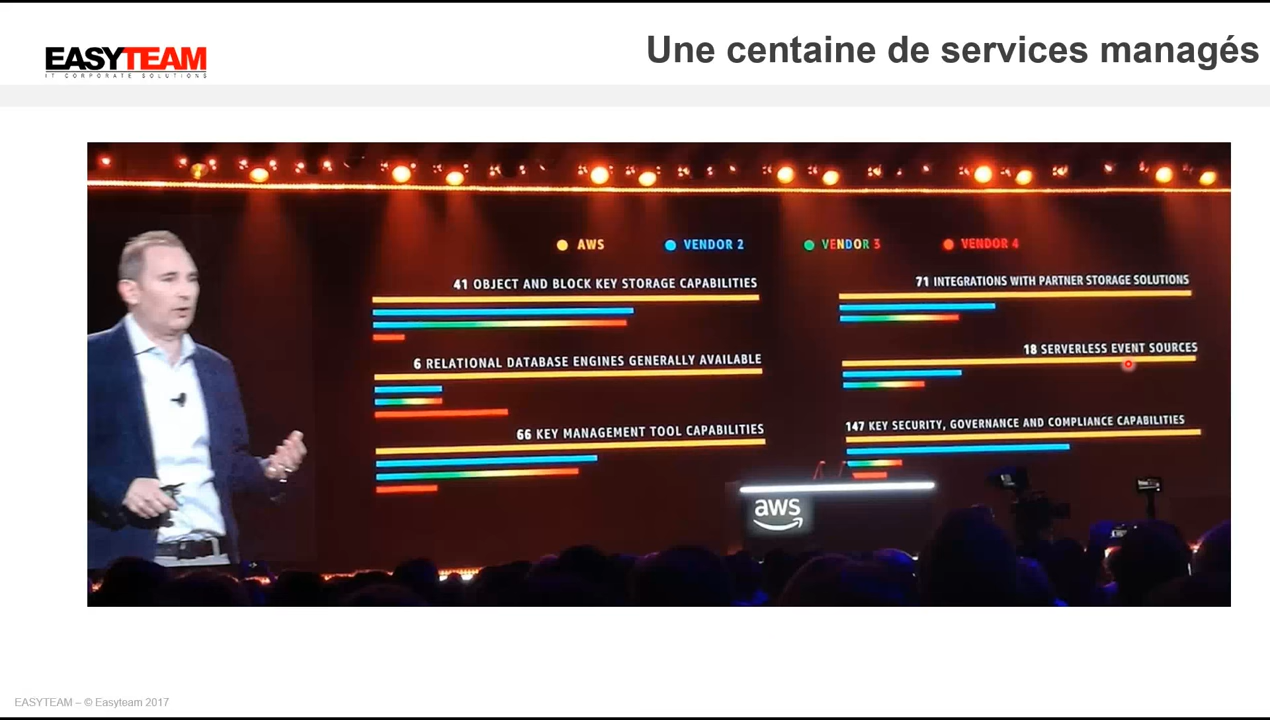 EASYTEAM
IT CORPORATE SOLUTIONS
Une centaine de services managés
AWS
VENDOR 2
VENDOR 3
VENDOR 4
41 OBJECT AND BLOCK KEY STORAGE CAPABILITIES
6 RELATIONAL DATABASE ENGINES GENERALLY AVAILABLE
66 KEY MANAGEMENT TOOL CAPABILITIES
71 INTEGRATIONS WITH PARTNER STORAGE SOLUTIONS
18 SERVERLESS EVENT SOURCES
147 KEY SECURITY, GOVERNANCE AND COMPLIANCE CAPABILITIES
aws
EASYTEAM – © Easyteam 2017